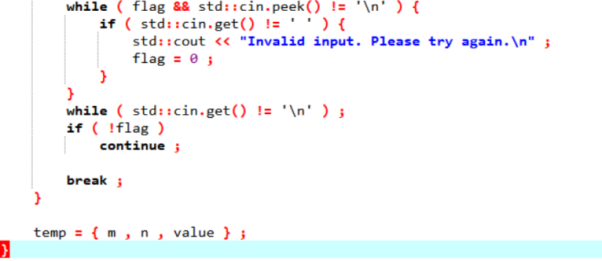 while ( flag && std::cin.peek() != '\n' ) {
if ( std::cin.get() != ' ' ) {
std::cout << "Invalid input. Please try again.\n" ;
flag = 0 ;
}
}
while ( std::cin.get() != '\n' ) ;
if ( !flag )
continue ;
break ;
}
temp = { m , n , value } ;
}